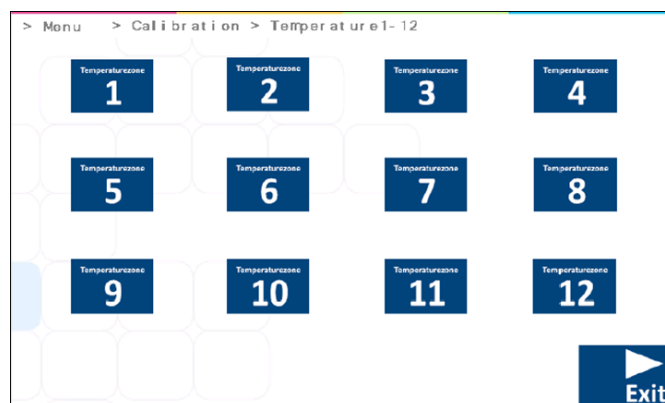 > Menu > Calibration > Temperature1-12
Temperaturezone Temperaturezone Temperaturezone Temperaturezone
1 2 3 4
Temperaturezone Temperaturezone Temperaturezone Temperaturezone
5 6 7 8
Temperaturezone Temperaturezone Temperaturezone Temperaturezone
9 10 11 12
Exit